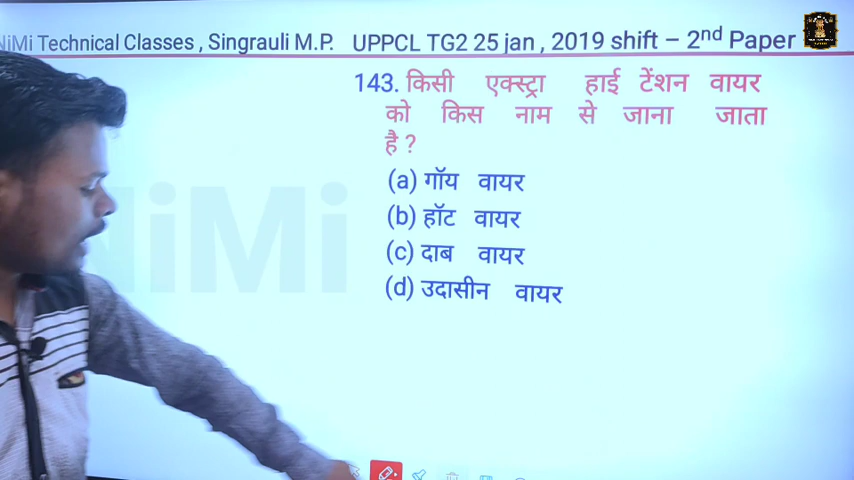 NiMi Technical Classes , Singrauli M.P. UPPCL TG2 25 jan , 2019 shift – 2nd Paper
143. किसी एक्स्ट्रा हाई टेंशन वायर
को किस नाम से जाना जाता
है ?
(a) गॉय वायर
(b) हॉट वायर
(c) दाब वायर
(d) उदासीन वायर
NiMi